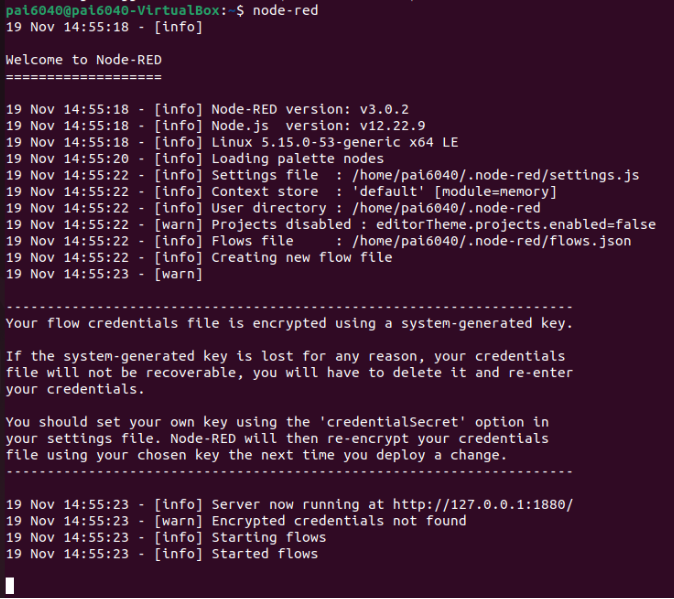 pai6040@pai6040-VirtualBox:~$ node-red
19 Nov 14:55:18 - [info]
Welcome to Node-RED
===================
19 Nov 14:55:18 - [info] Node-RED version: v3.0.2
19 Nov 14:55:18 - [info] Node.js  version: v12.22.9
19 Nov 14:55:18 - [info] Linux 5.15.0-53-generic x64 LE
19 Nov 14:55:20 - [info] Loading palette nodes
19 Nov 14:55:22 - [info] Settings file  : /home/pai6040/.node-red/settings.js
19 Nov 14:55:22 - [info] Context store  : 'default' [module=memory]
19 Nov 14:55:22 - [info] User directory : /home/pai6040/.node-red
19 Nov 14:55:22 - [warn] Projects disabled : editorTheme.projects.enabled=false
19 Nov 14:55:22 - [info] Flows file     : /home/pai6040/.node-red/flows.json
19 Nov 14:55:22 - [info] Creating new flow file
19 Nov 14:55:23 - [warn]
---------------------------------------------------------------------
Your flow credentials file is encrypted using a system-generated key.
If the system-generated key is lost for any reason, your credentials
file will not be recoverable, you will have to delete it and re-enter
your credentials.
You should set your own key using the 'credentialSecret' option in
your settings file. Node-RED will then re-encrypt your credentials
file using your chosen key the next time you deploy a change.
---------------------------------------------------------------------
19 Nov 14:55:23 - [info] Server now running at http://127.0.0.1:1880/
19 Nov 14:55:23 - [warn] Encrypted credentials not found
19 Nov 14:55:23 - [info] Starting flows
19 Nov 14:55:23 - [info] Started flows